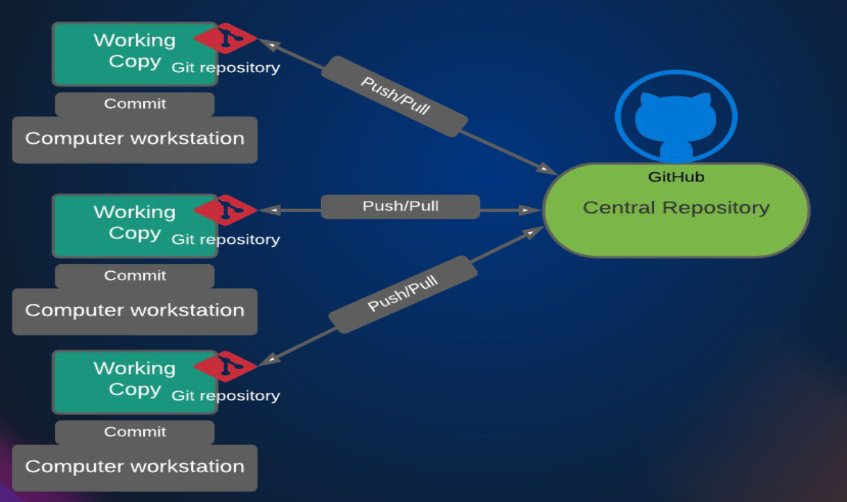 Working
Copy
Git repository
Commit
Computer workstation
Push/Pull
GitHub
Central Repository
Working
Copy
Git repository
Commit
Computer workstation
Push/Pull
Working
Copy
Git repository
Commit
Computer workstation
Push/Pull